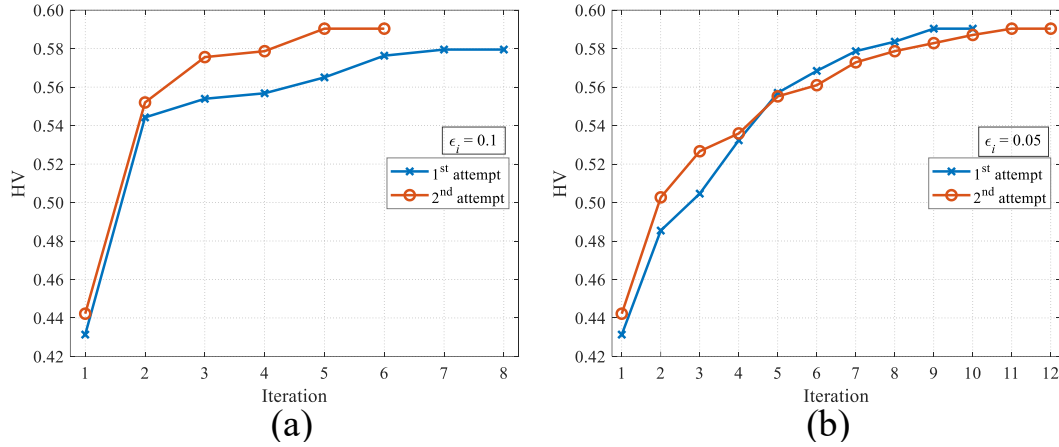 0.60
0.58
0.56
0.54
0.52
0.50
0.48
0.46
0.44
0.42
HV
1 2 3 4 5 6 7 8
Iteration
ϵi = 0.1
1st attempt
2nd attempt
(a)
0.60
0.58
0.56
0.54
0.52
0.50
0.48
0.46
0.44
0.42
HV
1 2 3 4 5 6 7 8 9 10 11 12
Iteration
ϵi = 0.05
1st attempt
2nd attempt
(b)